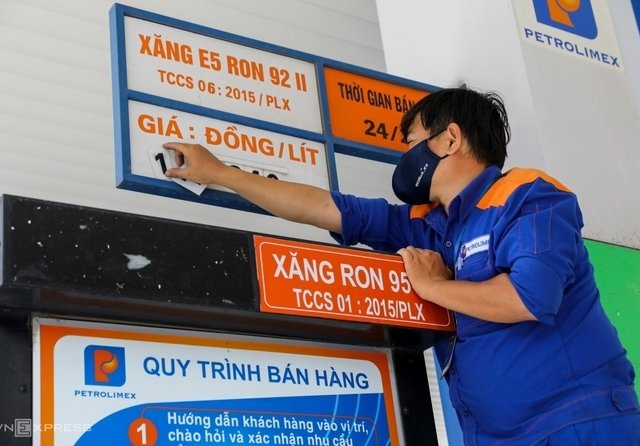 PETROLIMEX
XĂNG E5 RON 92 II
TCCS 06 : 2015 / PLX
THỜI GIAN BÁN
24/
GIÁ : ĐỒNG/LÍT
1
PETROLIMEX
XĂNG RON 95
TCCS 01 : 2015/PLX
PETROLIMEX
QUY TRÌNH BÁN HÀNG
1 Hướng dẫn khách hàng vào vị trí,
chào hỏi và xác nhận nhu cầu
VNEXPRESS